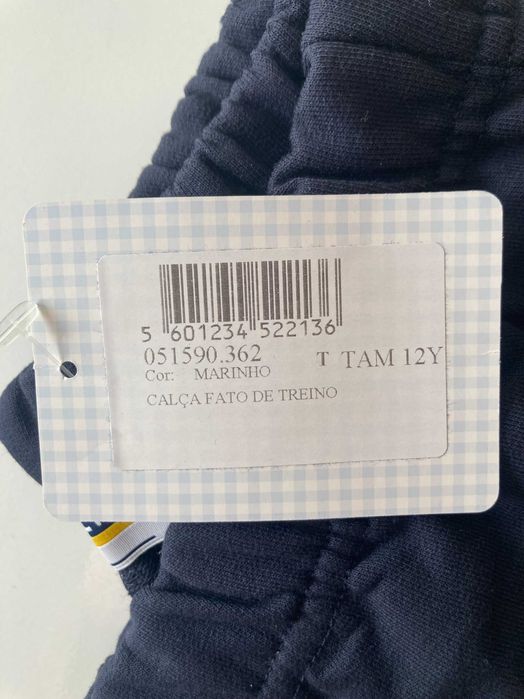 5 601234 522136
051590.362 T TAM 12Y
Cor: MARINHO
CALÇA FATO DE TREINO